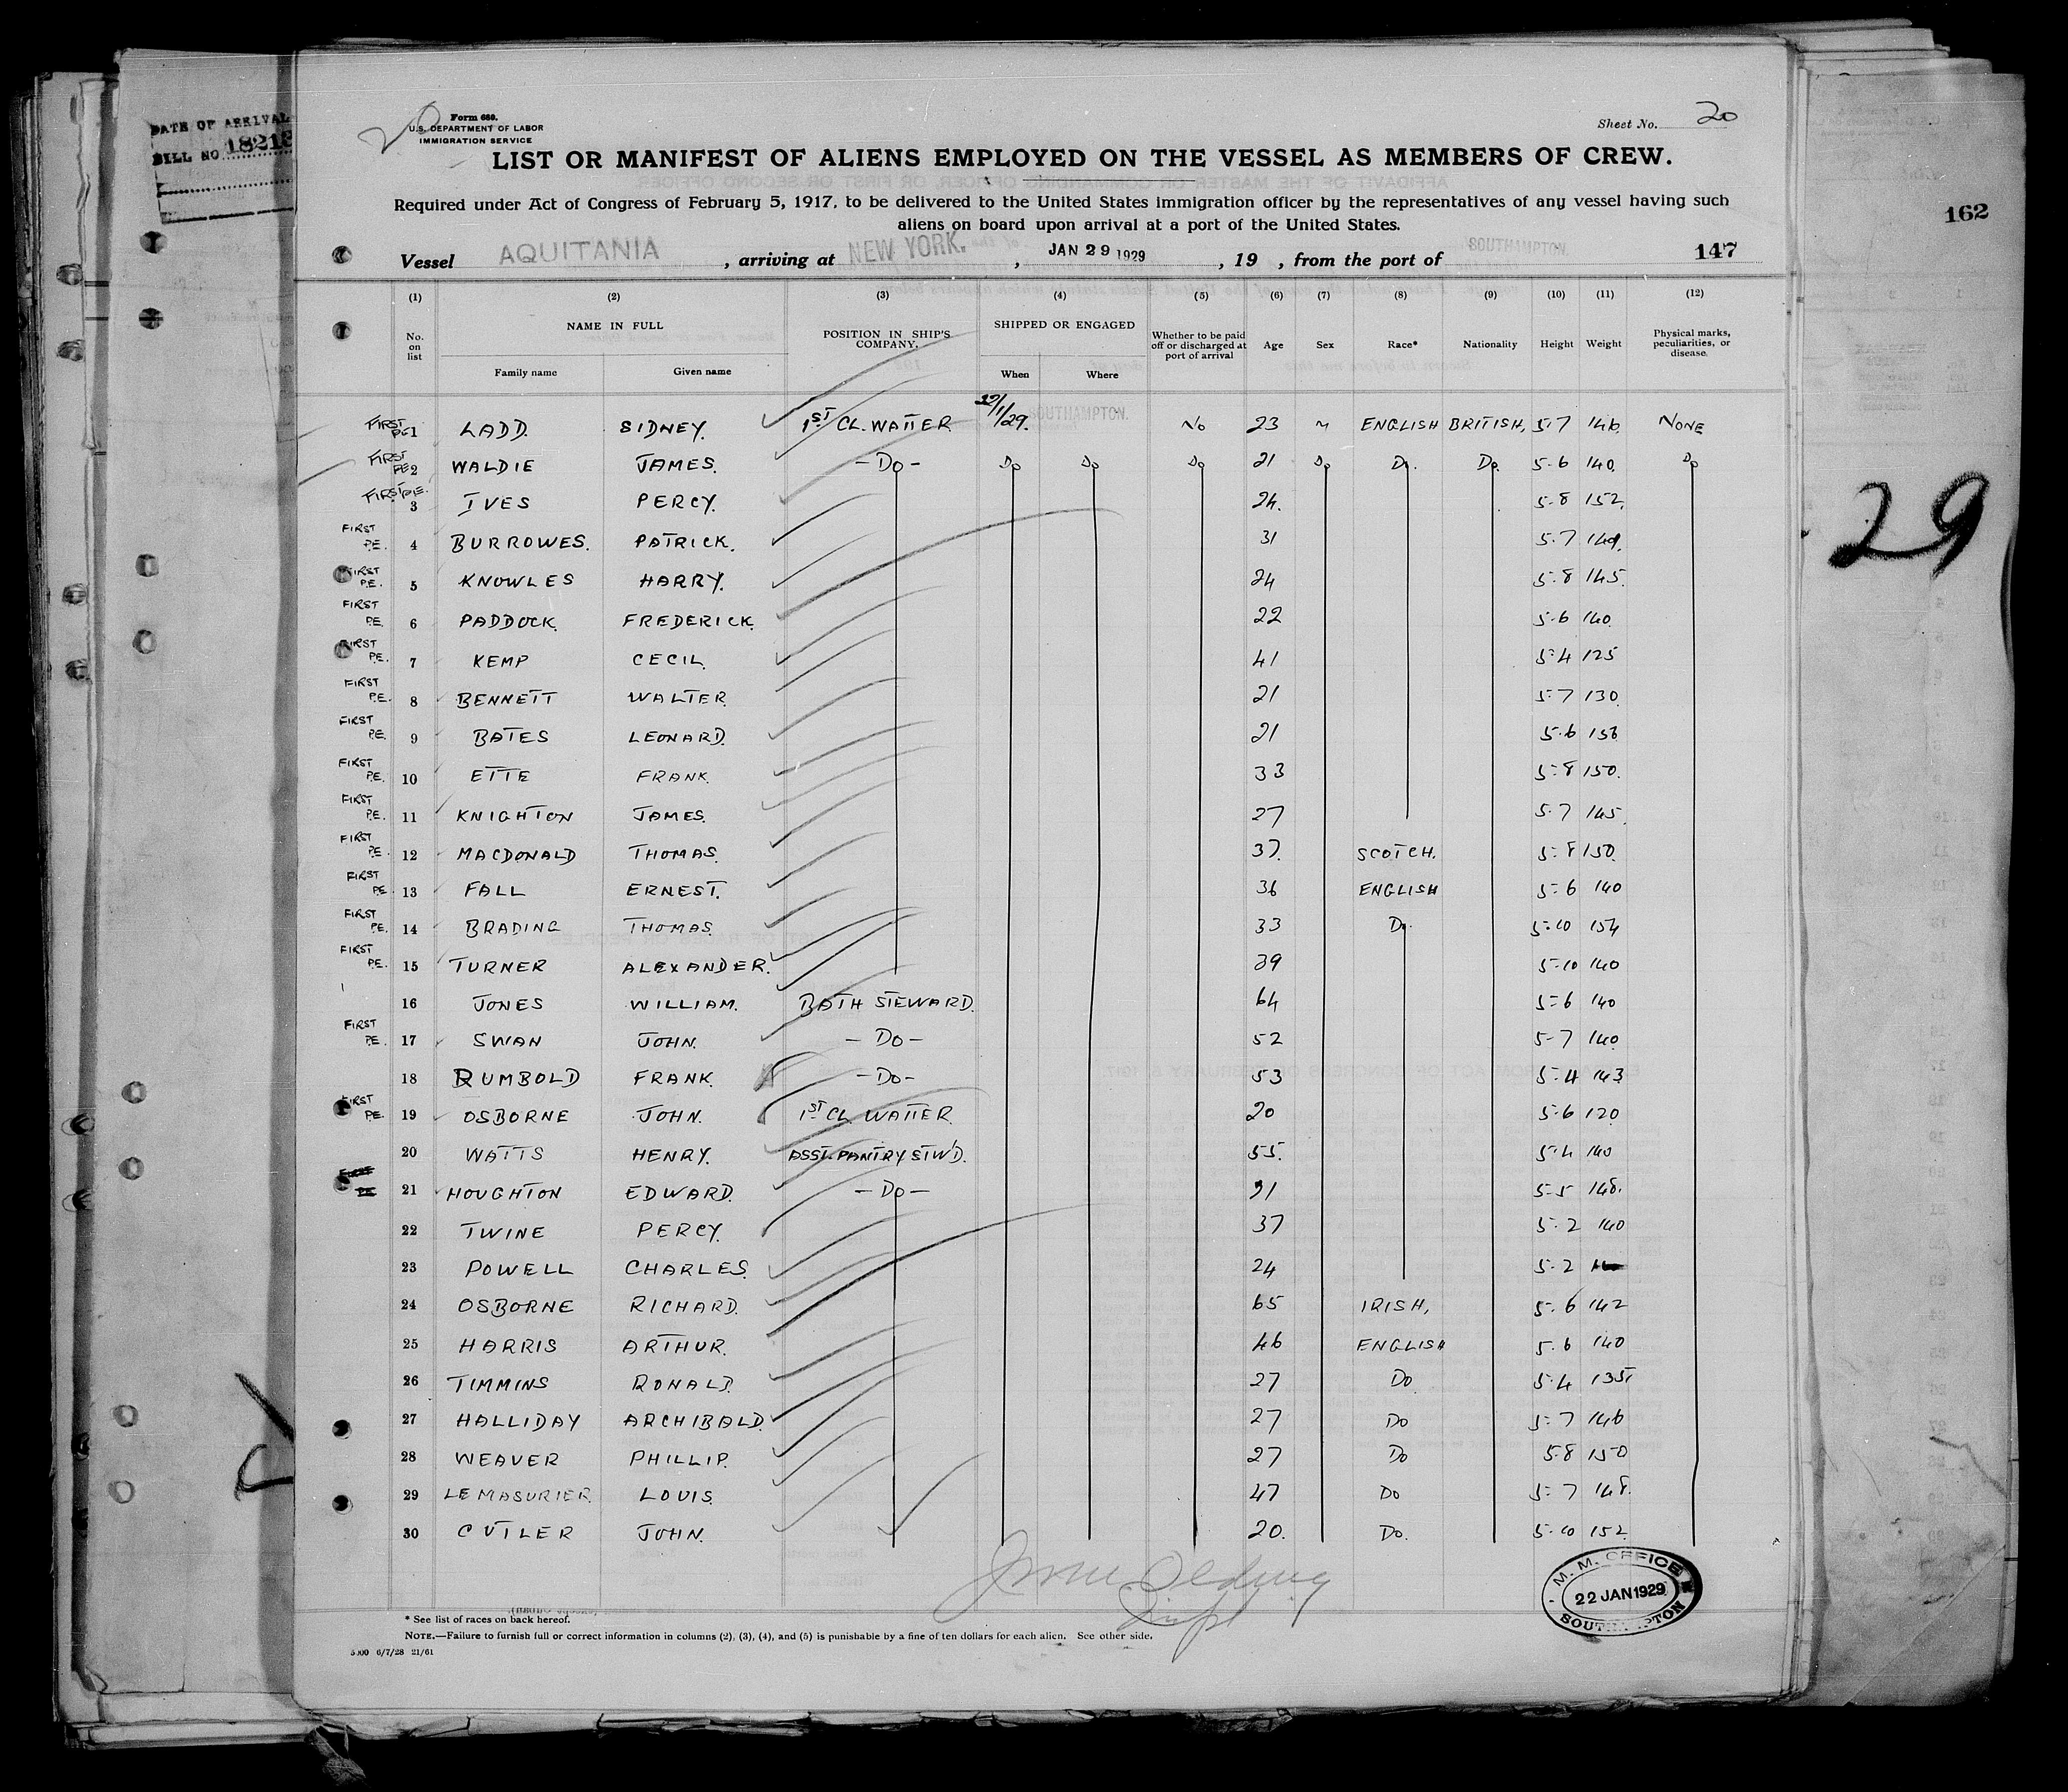 DATE OF ARRIVAL
BILL NO 18218
Form 680.
U.S. DEPARTMENT OF LABOR
IMMIGRATION SERVICE
20
Sheet No. 20
LIST OR MANIFEST OF ALIENS EMPLOYED ON THE VESSEL AS MEMBERS OF CREW.
Required under Act of Congress of February 5, 1917, to be delivered to the United States immigration officer by the representatives of any vessel having such
aliens on board upon arrival at a port of the United States.
Vessel AQUITANIA, arriving at NEW YORK., JAN 29 1929, 19 , from the port of SOUTHAMPTON. 147
162
29
(1) (2) (3) (4) (5) (6) (7) (8) (9) (10) (11) (12)
No. on list NAME IN FULL POSITION IN SHIP'S COMPANY. SHIPPED OR ENGAGED Whether to be paid off or discharged at port of arrival Age Sex Race* Nationality Height Weight Physical marks, peculiarities, or disease.
Family name Given name When Where
FIRST PE 1 LADD. SIDNEY. 1ST CL. WAITER 22/1/29. SOUTHAMPTON. No 23 M ENGLISH BRITISH, 5-7 146. NONE
FIRST PE 2 WALDIE JAMES. -Do- Do Do Do 21 Do Do. Do. 5-6 140. Do
FIRST PE. 3 IVES PERCY. 24. 5-8 152.
FIRST PE. 4 BURROWES. PATRICK. 31 5-7 149.
FIRST P.E. 5 KNOWLES HARRY. 24 5-8 145.
FIRST PE. 6 PADDOCK. FREDERICK. 22 5-6 140.
FIRST PE. 7 KEMP CECIL. 41 5-4 125
FIRST P.E. 8 BENNETT WALTER. 21 5-7 130.
FIRST PE. 9 BATES LEONARD. 21 5-6
FIRST P.E. 10 ETTE FRANK. 33 5-8 150.
FIRST P.E. 11 KNIGHTON JAMES. 27 5-7 145.
FIRST PE 12 MACDONALD THOMAS. 37. SCOTCH. 5-8 150.
FIRST PE 13 FALL ERNEST. 36 ENGLISH 5-6 140
FIRST PE. 14 BRADING THOMAS. 33 Do. 5-10 154
FIRST PE. 15 TURNER ALEXANDER. 39 5-10 140
16 JONES WILLIAM. BATH STEWARD. 64 5-6 140
FIRST PE. 17 SWAN JOHN. -Do- 52 5-7 140
18 RUMBOLD FRANK. -Do- 53 5-4 143
FIRST PE. 19 OSBORNE JOHN. 1ST CL WAITER. 20 5-6 120
20 WATTS HENRY. ASST. PANTRY STW'D. 55. 5-4 140
21 HOUGHTON EDWARD. -Do- 31 5-5 148.
22 TWINE PERCY. 37 5-2 140
23 POWELL CHARLES. 24 5-2
24 OSBORNE RICHARD. 65 IRISH, 5-6 142
25 HARRIS ARTHUR. 46 ENGLISH 5-6 140
26 TIMMINS RONALD. 27 Do 5-4 135
27 HALLIDAY ARCHIBALD. 27 Do 5-7 146
28 WEAVER PHILLIP. 27 Do 5-8 150
29 LE MASURIER. LOUIS. 47 Do 5-7 148.
30 CUTLER JOHN. 20. Do. 5-10 152
M. M. OFFICE
22 JAN 1929
SOUTHAMPTON
* See list of races on back hereof.
NOTE.—Failure to furnish full or correct information in columns (2), (3), (4), and (5) is punishable by a fine of ten dollars for each alien. See other side.
5,000 6/7/28 21/61